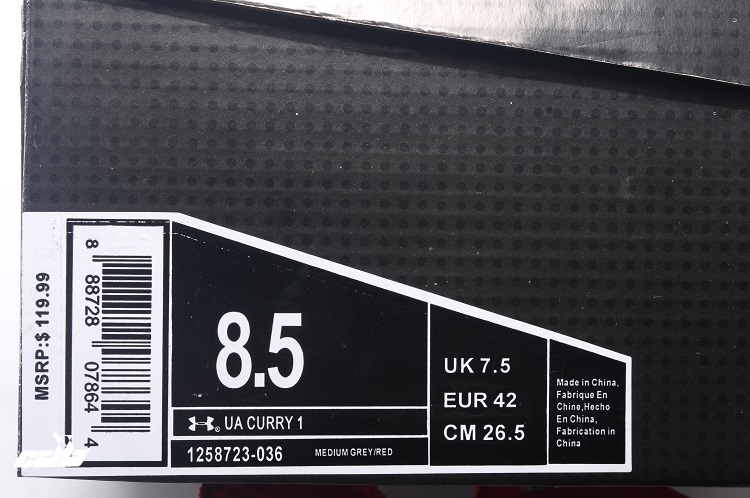 MSRP:$ 119.99
8 88728 07864 4
8.5
UA CURRY 1
1258723-036 MEDIUM GREY/RED
UK 7.5
EUR 42
CM 26.5
Made in China,
Fabrique En
Chine,Hecho
En China,
Fabrication in
China